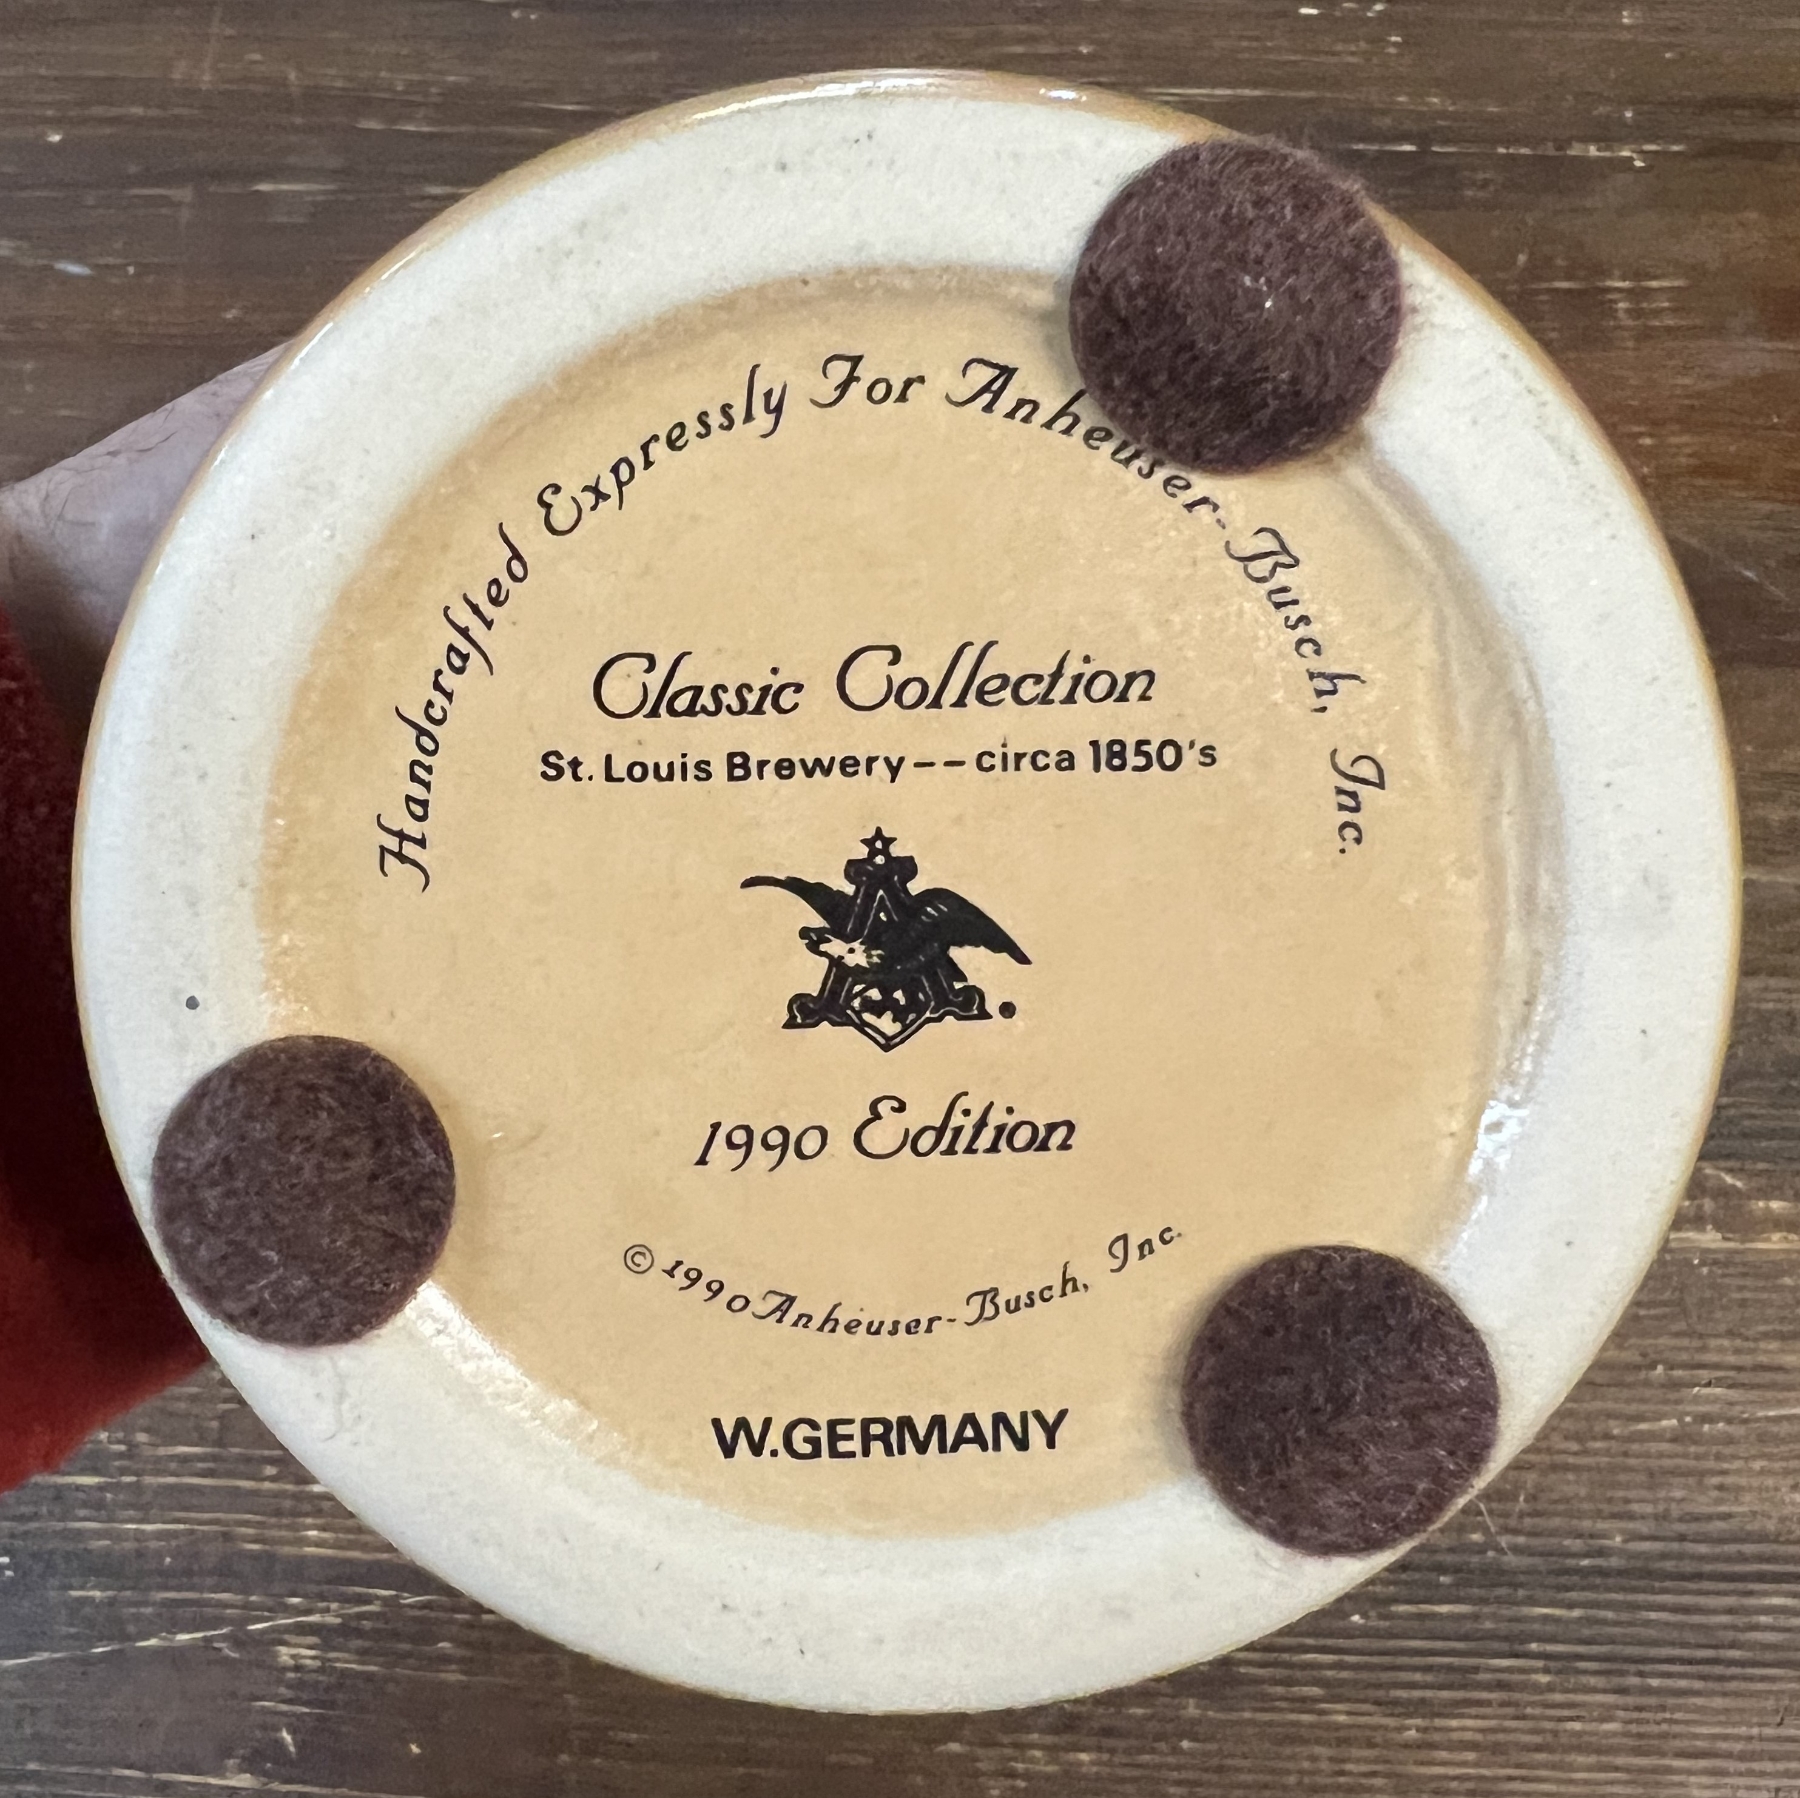 Handcrafted Expressly For Anheuser-Busch, Inc.
Classic Collection
St. Louis Brewery--circa 1850's
1990 Edition
© 1990 Anheuser-Busch, Inc.
W.GERMANY